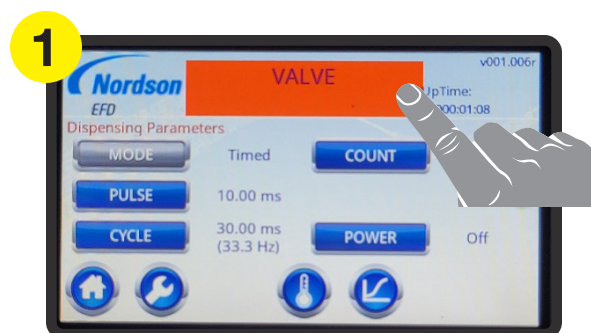 1
Nordson
EFD
VALVE
v001.006r
UpTime:
000:01:08
Dispensing Parameters
MODE Timed COUNT
PULSE 10.00 ms
CYCLE 30.00 ms
(33.3 Hz)
POWER Off